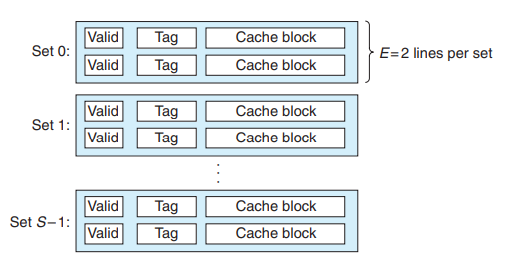 Valid Tag Cache block
Set 0:
E=2 lines per set
Valid Tag Cache block
Valid Tag Cache block
Set 1:
Valid Tag Cache block
Valid Tag Cache block
Set S−1:
Valid Tag Cache block